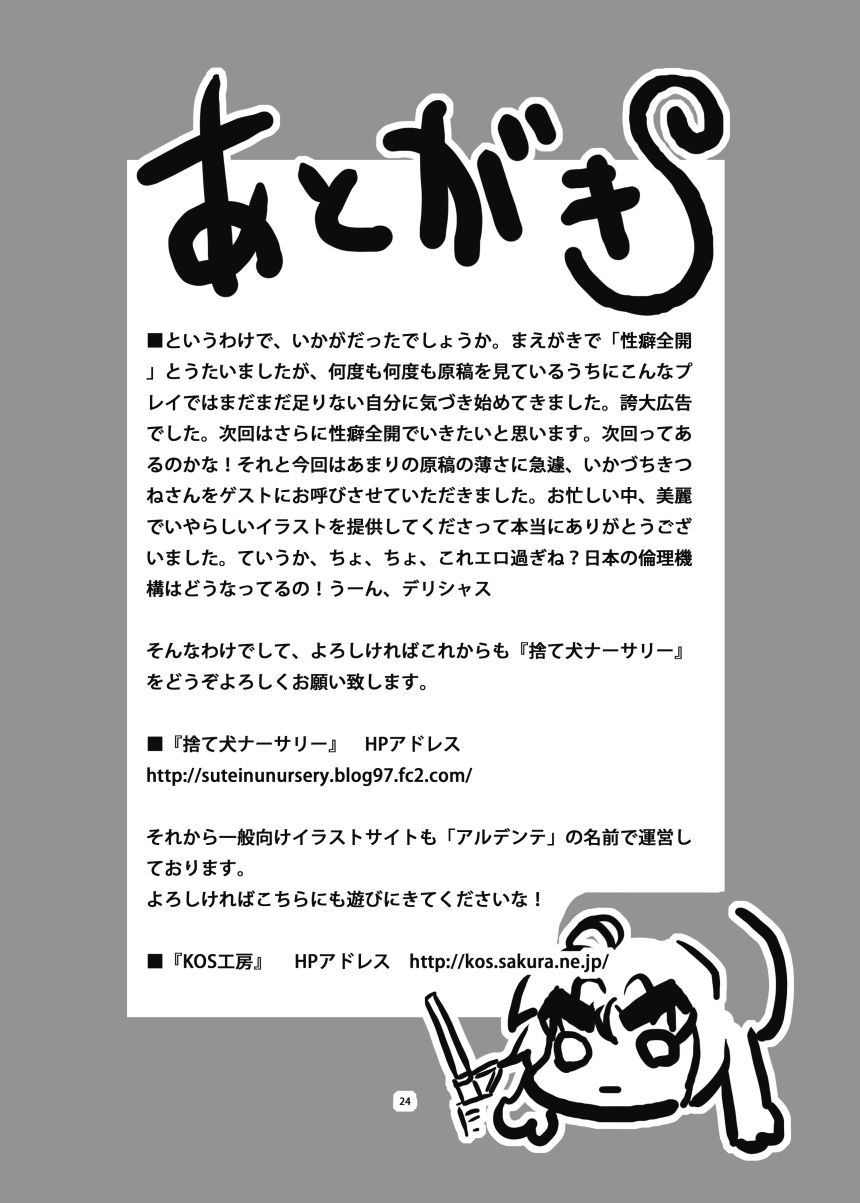 あとがき
■というわけで、いかがだったでしょうか。まえがきで「性癖全開
」とうたいましたが、何度も何度も原稿を見ているうちにこんなプ
レイではまだまだ足りない自分に気づき始めてきました。誇大広告
でした。次回はさらに性癖全開でいきたいと思います。次回ってあ
るのかな！それと今回はあまりの原稿の薄さに急遽、いかづちきつ
ねさんをゲストにお呼びさせていただきました。お忙しい中、美麗
でいやらしいイラストを提供してくださって本当にありがとうござ
いました。ていうか、ちょ、ちょ、これエロ過ぎね？日本の倫理機
構はどうなってるの！うーん、デリシャス
そんなわけでして、よろしければこれからも『捨て犬ナーサリー』
をどうぞよろしくお願い致します。
■『捨て犬ナーサリー』　HPアドレス
http://suteinunursery.blog97.fc2.com/
それから一般向けイラストサイトも「アルデンテ」の名前で運営し
ております。
よろしければこちらにも遊びにきてくださいな！
■『KOS工房』　HPアドレス　http://kos.sakura.ne.jp/
24